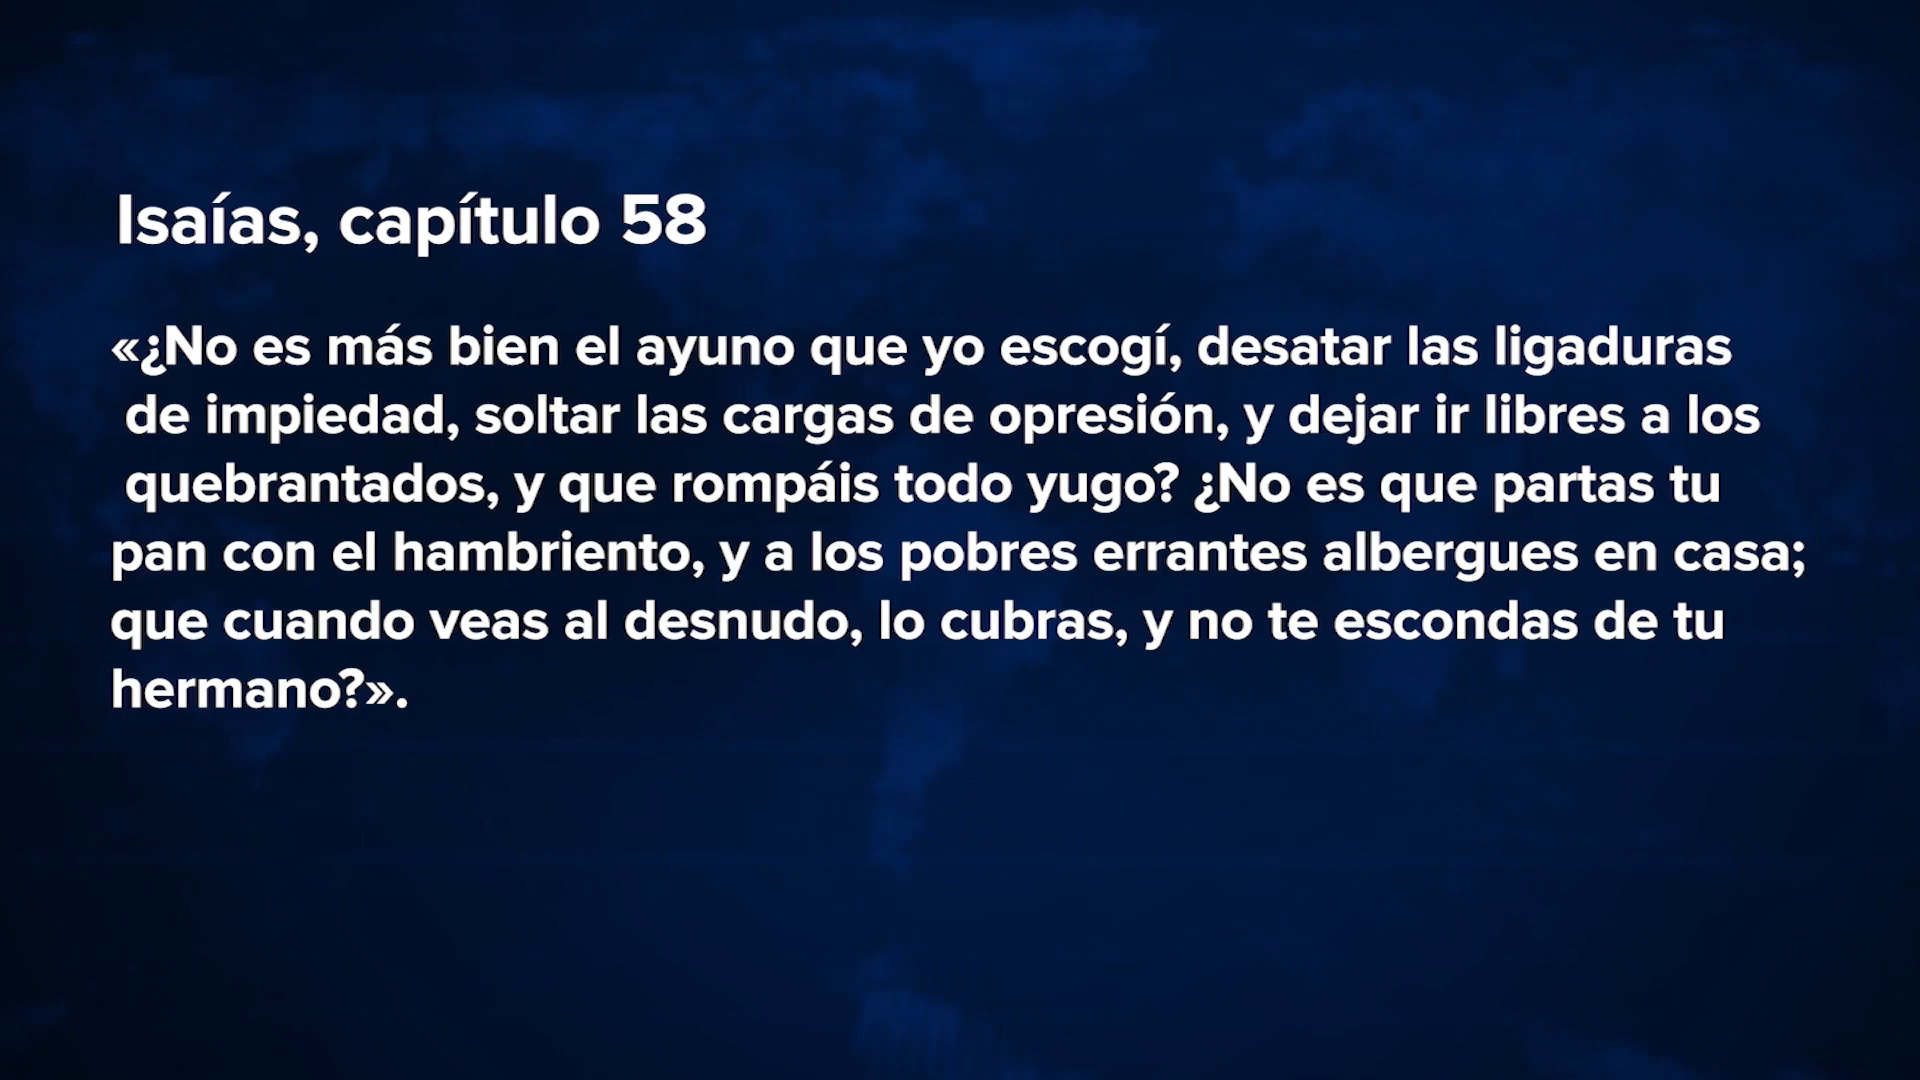 Isaías, capítulo 58
«¿No es más bien el ayuno que yo escogí, desatar las ligaduras
de impiedad, soltar las cargas de opresión, y dejar ir libres a los
quebrantados, y que rompáis todo yugo? ¿No es que partas tu
pan con el hambriento, y a los pobres errantes albergues en casa;
que cuando veas al desnudo, lo cubras, y no te escondas de tu
hermano?».